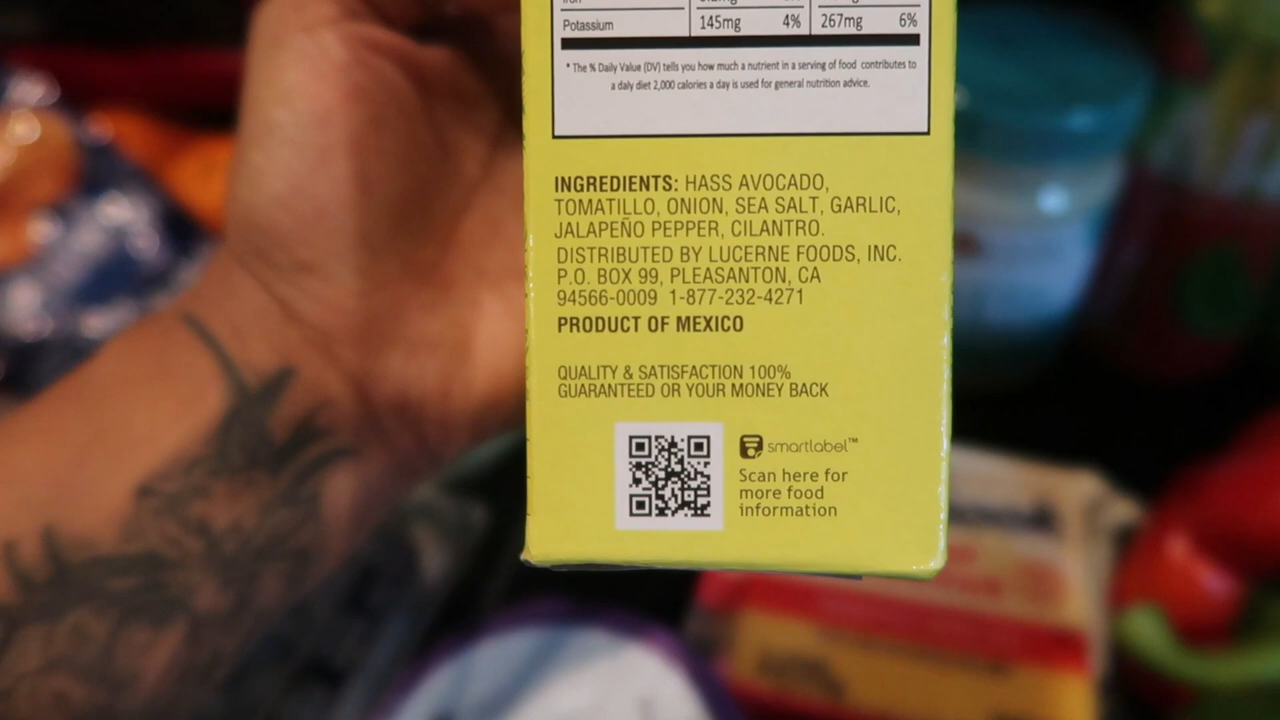 Potassium 145mg 4% 267mg 6%
* The % Daily Value (DV) tells you how much a nutrient in a serving of food contributes to
a daly diet 2,000 calories a day is used for general nutrition advice.
INGREDIENTS: HASS AVOCADO,
TOMATILLO, ONION, SEA SALT, GARLIC,
JALAPEÑO PEPPER, CILANTRO.
DISTRIBUTED BY LUCERNE FOODS, INC.
P.O. BOX 99, PLEASANTON, CA
94566-0009 1-877-232-4271
PRODUCT OF MEXICO
QUALITY & SATISFACTION 100%
GUARANTEED OR YOUR MONEY BACK
smartlabel™
Scan here for
more food
information